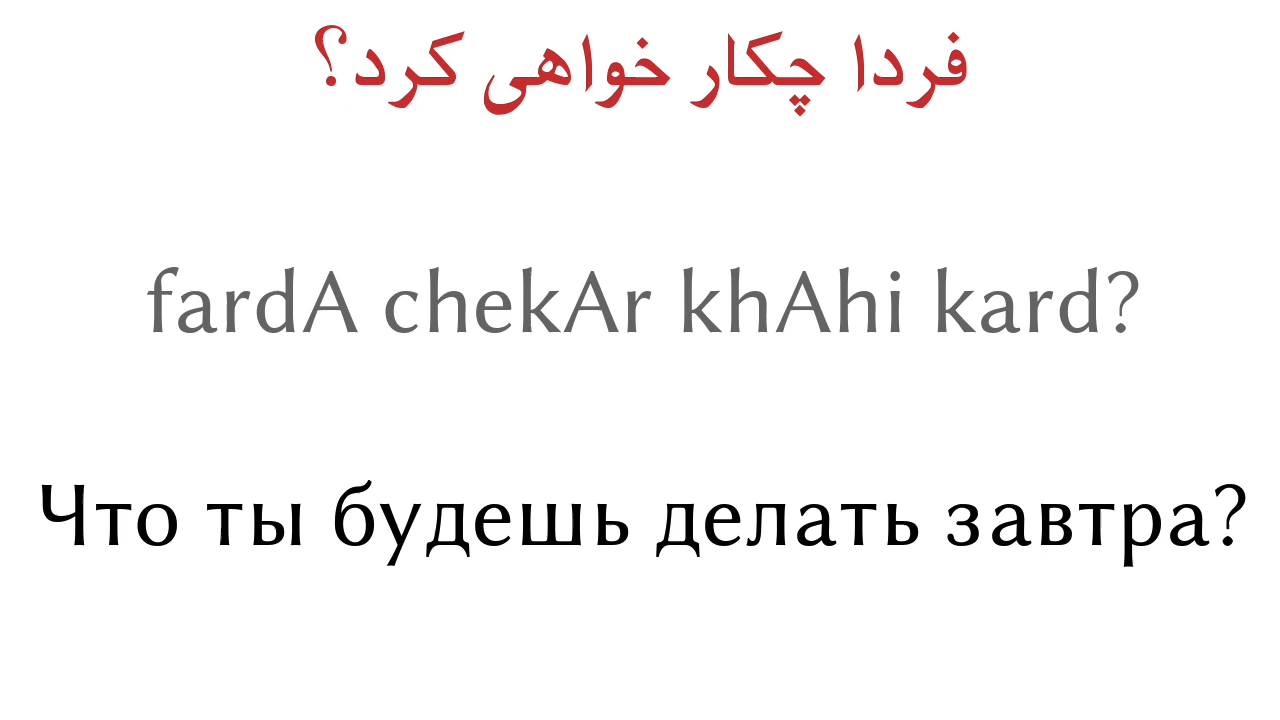 فردا چکار خواهی کرد؟
fardA chekAr khAhi kard?
Что ты будешь делать завтра?